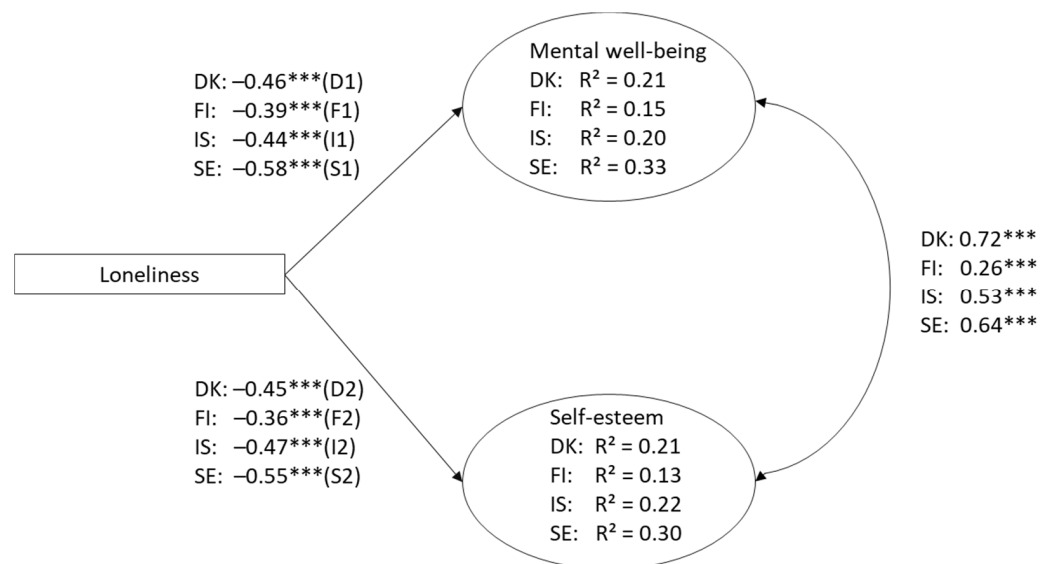 Mental well-being
DK: R² = 0.21
FI: R² = 0.15
IS: R² = 0.20
SE: R² = 0.33
DK: –0.46***(D1)
FI: –0.39***(F1)
IS: –0.44***(I1)
SE: –0.58***(S1)
DK: 0.72***
FI: 0.26***
IS: 0.53***
SE: 0.64***
Loneliness
DK: –0.45***(D2)
FI: –0.36***(F2)
IS: –0.47***(I2)
SE: –0.55***(S2)
Self-esteem
DK: R² = 0.21
FI: R² = 0.13
IS: R² = 0.22
SE: R² = 0.30